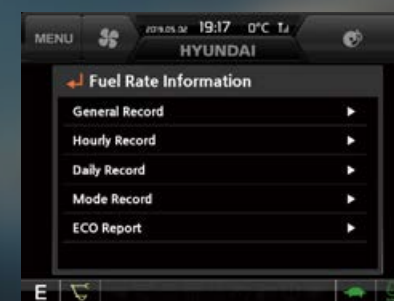 MENU 2019.05.02 19:17 0°C
HYUNDAI
Fuel Rate Information
General Record
Hourly Record
Daily Record
Mode Record
ECO Report
E